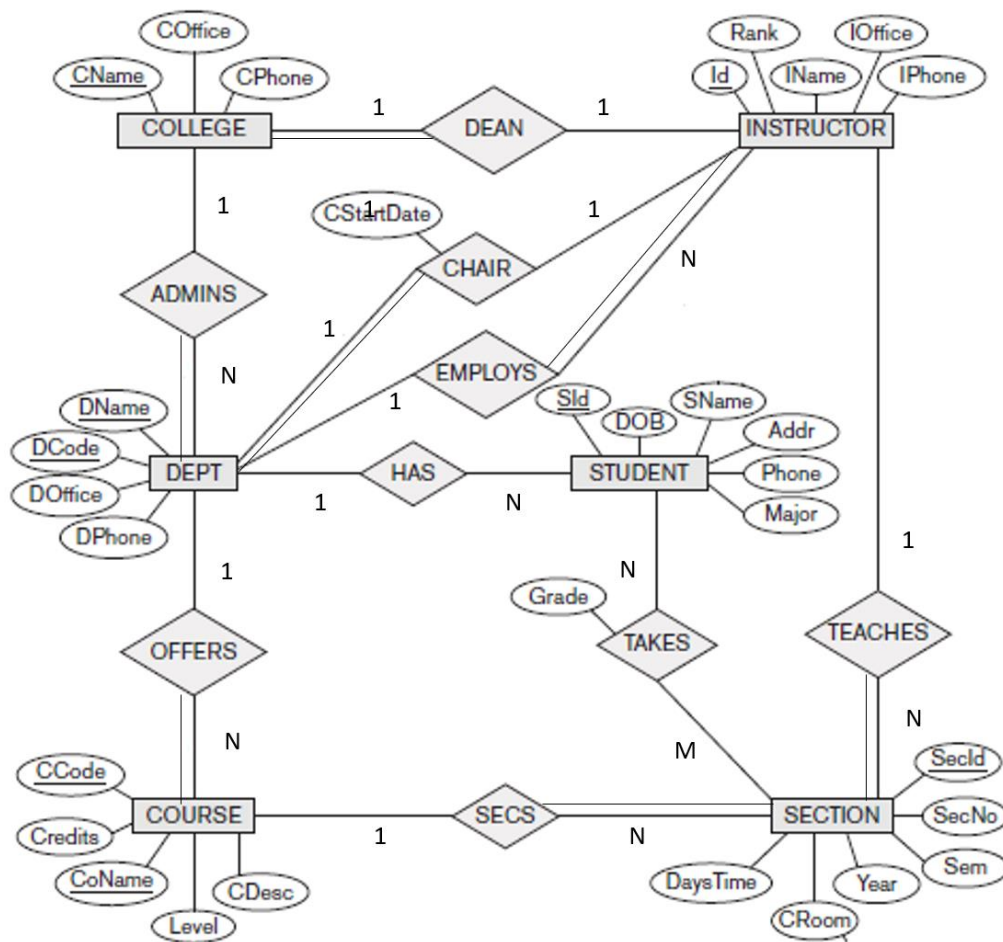 COffice
CName
CPhone
COLLEGE
1
DEAN
1
Rank
IOffice
Id
IName
IPhone
INSTRUCTOR
1
CStartDate
1
1
CHAIR
N
ADMINS
1
N
EMPLOYS
1
DName
DCode
DOffice
DPhone
DEPT
1
HAS
N
SId
DOB
SName
Addr
Phone
Major
STUDENT
1
N
1
Grade
OFFERS
TAKES
TEACHES
N
M
N
CCode
Credits
CoName
Level
CDesc
COURSE
1
SECS
N
SECTION
SecId
SecNo
Sem
Year
CRoom
DaysTime